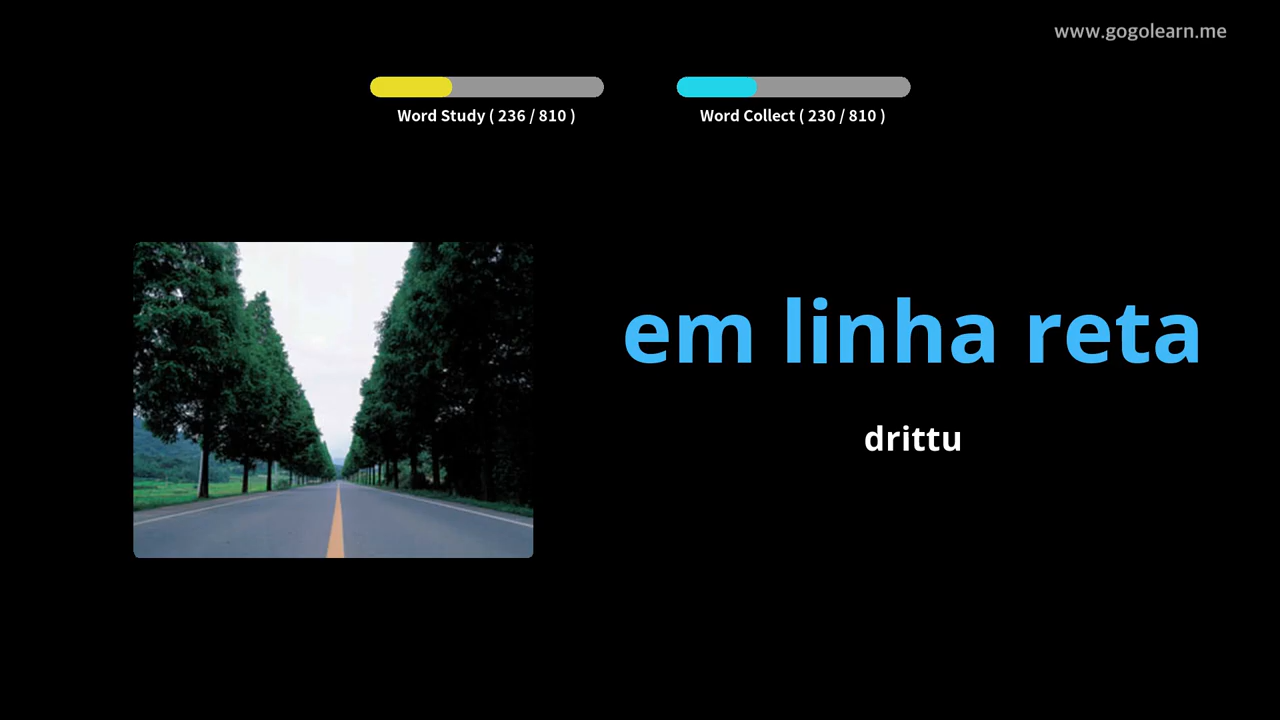 www.gogolearn.me
Word Study ( 236 / 810 )
Word Collect ( 230 / 810 )
em linha reta
drittu